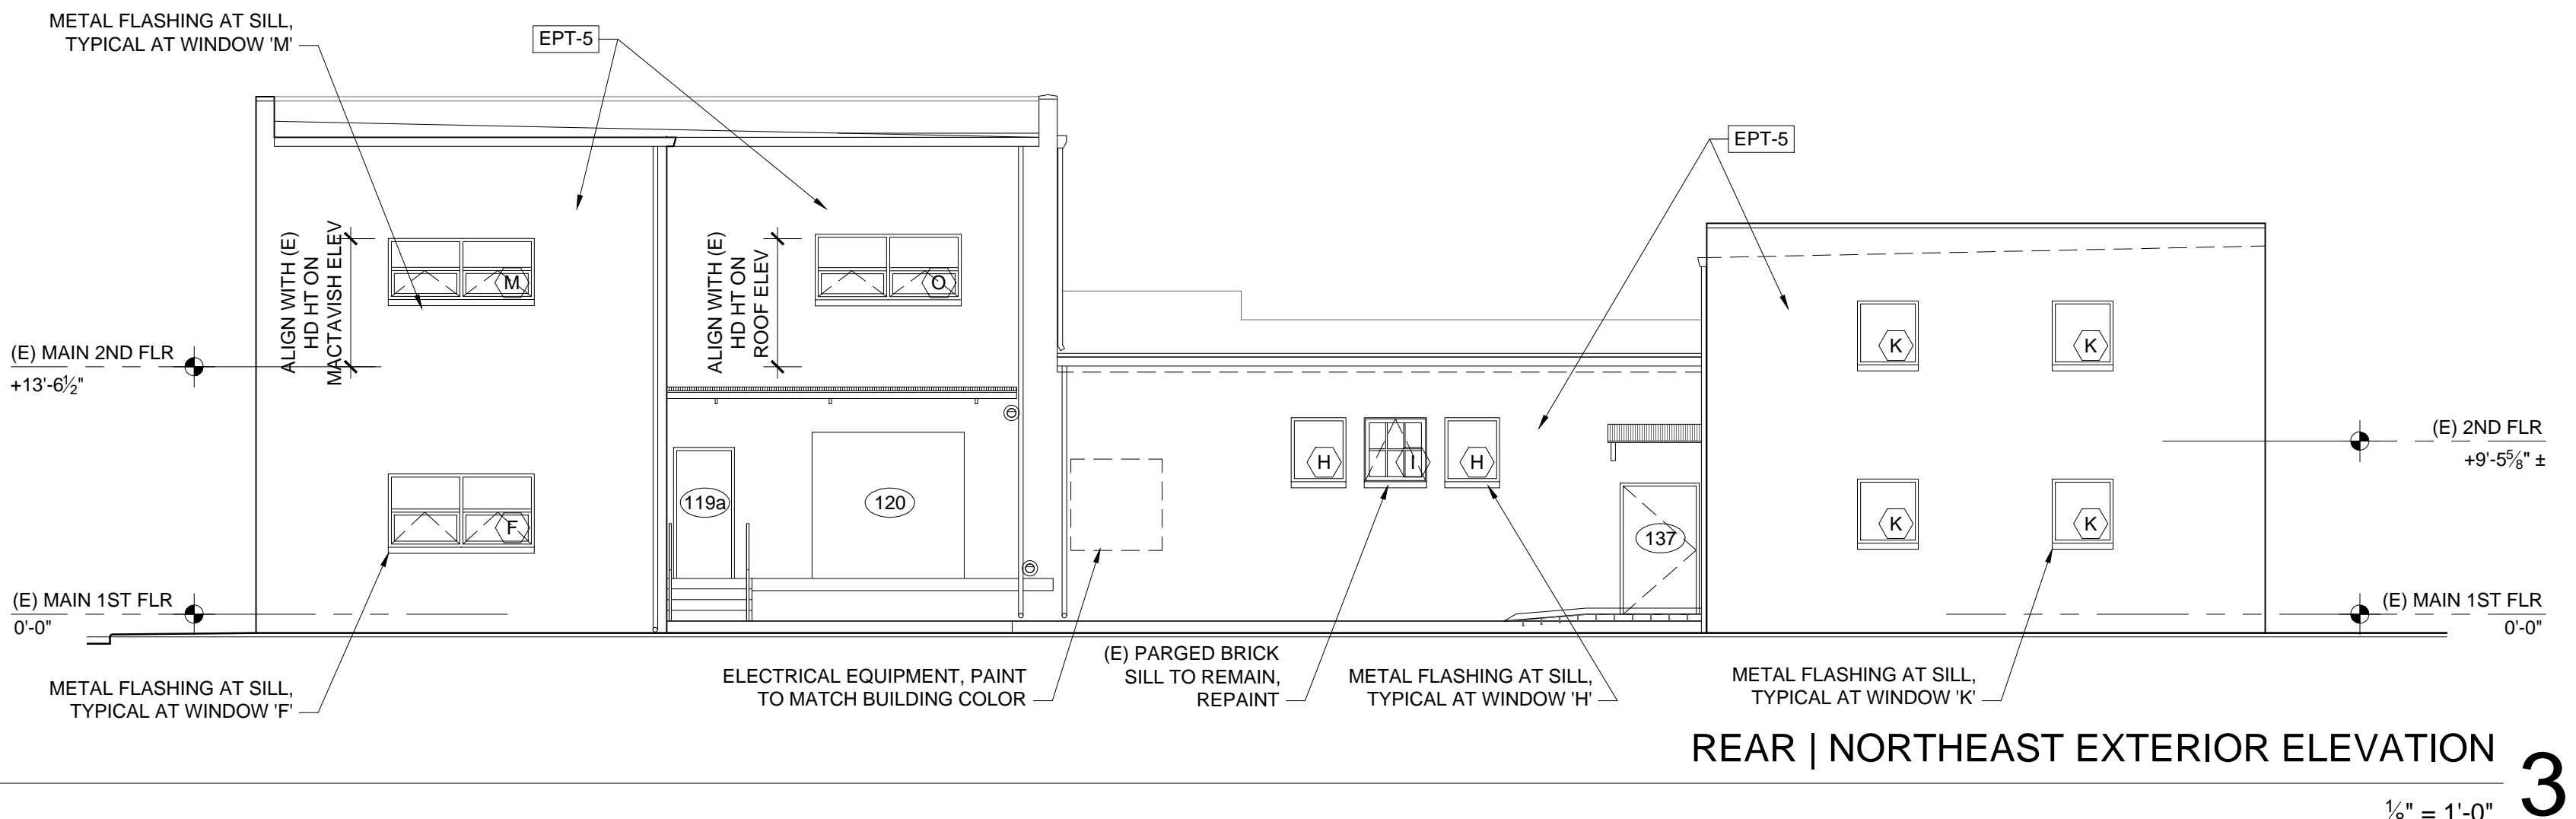 METAL FLASHING AT SILL,
TYPICAL AT WINDOW 'M'
EPT-5
EPT-5
ALIGN WITH (E)
HD HT ON
MACTAVISH ELEV
M
ALIGN WITH (E)
HD HT ON
ROOF ELEV
O
(E) MAIN 2ND FLR
+13'-6½"
K
K
(E) 2ND FLR
+9'-5⅝" ±
H
I
H
119a
120
F
137
K
K
(E) MAIN 1ST FLR
0'-0"
(E) MAIN 1ST FLR
0'-0"
METAL FLASHING AT SILL,
TYPICAL AT WINDOW 'F'
ELECTRICAL EQUIPMENT, PAINT
TO MATCH BUILDING COLOR
(E) PARGED BRICK
SILL TO REMAIN,
REPAINT
METAL FLASHING AT SILL,
TYPICAL AT WINDOW 'H'
METAL FLASHING AT SILL,
TYPICAL AT WINDOW 'K'
REAR | NORTHEAST EXTERIOR ELEVATION
3
⅛" = 1'-0"